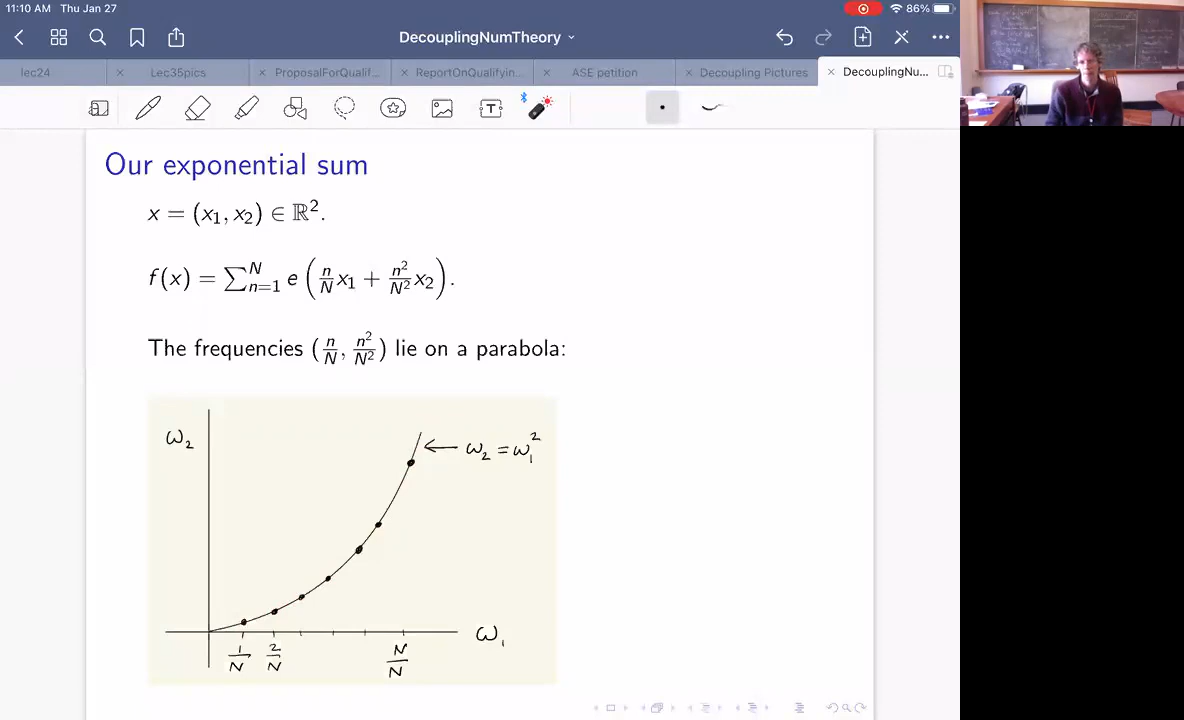 11:10 AM Thu Jan 27
86%
DecouplingNumTheory
lec24
Lec35pics
ProposalForQualif...
ReportOnQualifyin...
ASE petition
Decoupling Pictures
DecouplingNu...
T
Our exponential sum
x = (x₁, x₂) ∈ ℝ².
f(x) = ∑ₙ₌₁ᴺ e(n/N x₁ + n²/N² x₂).
The frequencies (n/N, n²/N²) lie on a parabola:
ω₂
← ω₂ = ω₁²
ω₁
1/N 2/N N/N